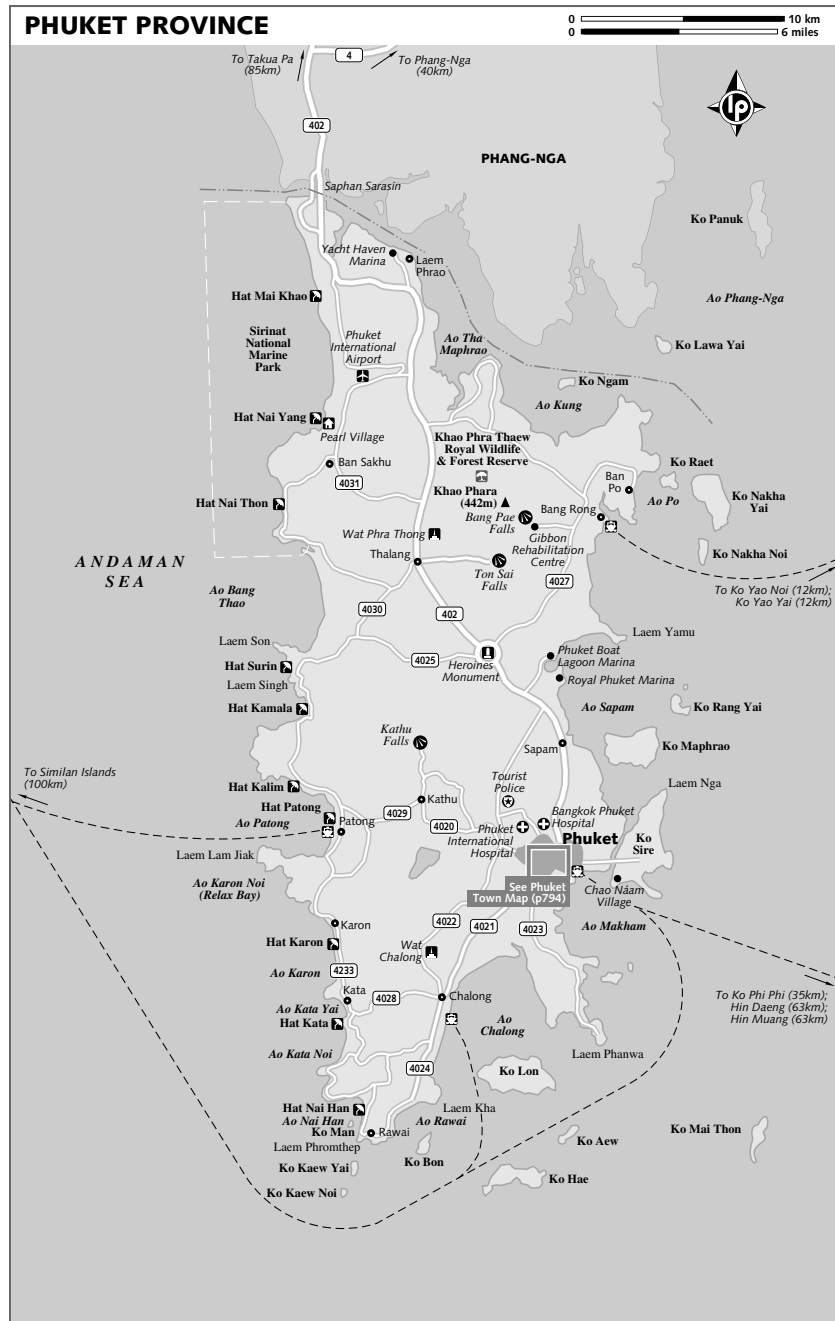 PHUKET PROVINCE
0 10 km
0 6 miles
To Takua Pa
(85km)
4
To Phang-Nga
(40km)
lp
402
PHANG-NGA
Saphan Sarasin
Ko Panuk
Yacht Haven
Marina
Laem
Phrao
Hat Mai Khao
Ao Phang-Nga
Sirinat
National
Marine
Park
Phuket
International
Airport
Ao Tha
Maphrao
Ko Lawa Yai
Ko Ngam
Ao Kung
Hat Nai Yang
Pearl Village
Khao Phra Thaew
Royal Wildlife
& Forest Reserve
Ban Sakhu
Ko Raet
4031
Ban
Po
Khao Phara
(442m)
Ao Po
Ko Nakha
Yai
Hat Nai Thon
Bang Pae
Falls
Bang Rong
Wat Phra Thong
Gibbon
Rehabilitation
Centre
Ko Nakha Noi
Thalang
ANDAMAN
SEA
Ton Sai
Falls
4027
To Ko Yao Noi (12km);
Ko Yao Yai (12km)
Ao Bang
Thao
4030
402
Laem Son
Laem Yamu
4025
Heroines
Monument
Phuket Boat
Lagoon Marina
Hat Surin
Royal Phuket Marina
Laem Singh
Hat Kamala
Ao Sapam
Ko Rang Yai
Kathu
Falls
Sapam
Ko Maphrao
To Similan Islands
(100km)
Tourist
Police
Laem Nga
Hat Kalim
Kathu
Hat Patong
Patong
Ao Patong
4029
4020
Bangkok Phuket
Hospital
Phuket
International
Hospital
Phuket
Ko
Sire
Laem Lam Jiak
Ao Karon Noi
(Relax Bay)
See Phuket
Town Map (p794)
Chao Náam
Village
Karon
4022
4021
4023
Ao Makham
Hat Karon
Wat
Chalong
Ao Karon
4233
Kata
4028
Chalong
To Ko Phi Phi (35km);
Hin Daeng (63km);
Hin Muang (63km)
Ao Kata Yai
Hat Kata
Ao
Chalong
Ao Kata Noi
Laem Phanwa
4024
Ko Lon
Hat Nai Han
Laem Kha
Ao Nai Han
Ao Rawai
Ko Man
Rawai
Ko Mai Thon
Laem Phromthep
Ko Bon
Ko Aew
Ko Kaew Yai
Ko Hae
Ko Kaew Noi